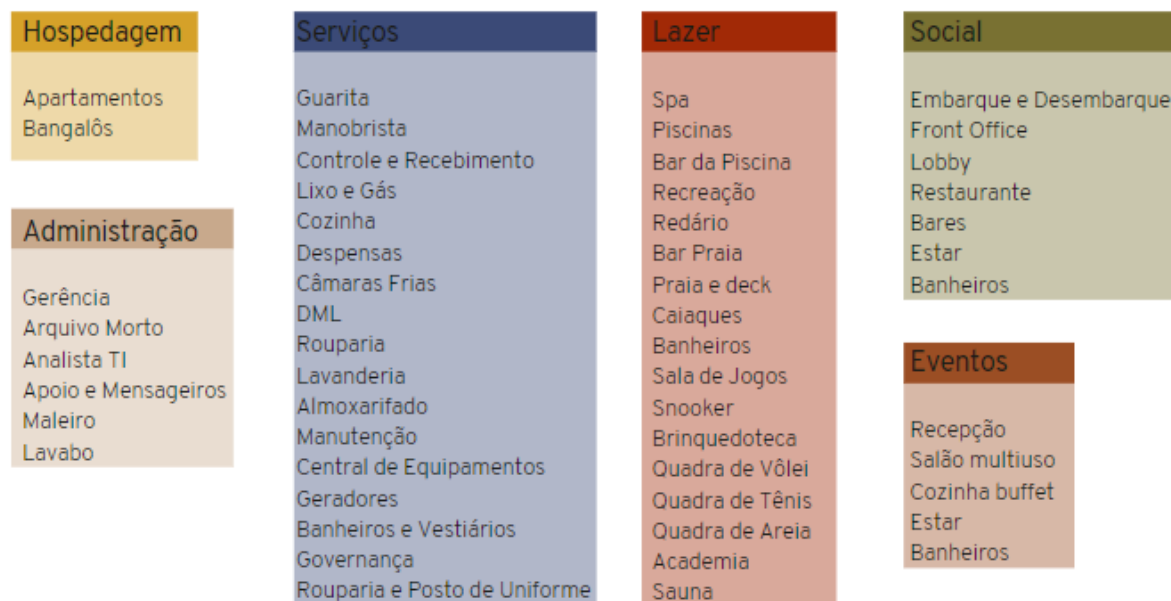 Hospedagem
Apartamentos
Bangalôs
Administração
Gerência
Arquivo Morto
Analista TI
Apoio e Mensageiros
Maleiro
Lavabo
Serviços
Guarita
Manobrista
Controle e Recebimento
Lixo e Gás
Cozinha
Despensas
Câmaras Frias
DML
Rouparia
Lavanderia
Almoxarifado
Manutenção
Central de Equipamentos
Geradores
Banheiros e Vestiários
Governança
Rouparia e Posto de Uniforme
Lazer
Spa
Piscinas
Bar da Piscina
Recreação
Redário
Bar Praia
Praia e deck
Caiaques
Banheiros
Sala de Jogos
Snooker
Brinquedoteca
Quadra de Vôlei
Quadra de Tênis
Quadra de Areia
Academia
Sauna
Social
Embarque e Desembarque
Front Office
Lobby
Restaurante
Bares
Estar
Banheiros
Eventos
Recepção
Salão multiuso
Cozinha buffet
Estar
Banheiros